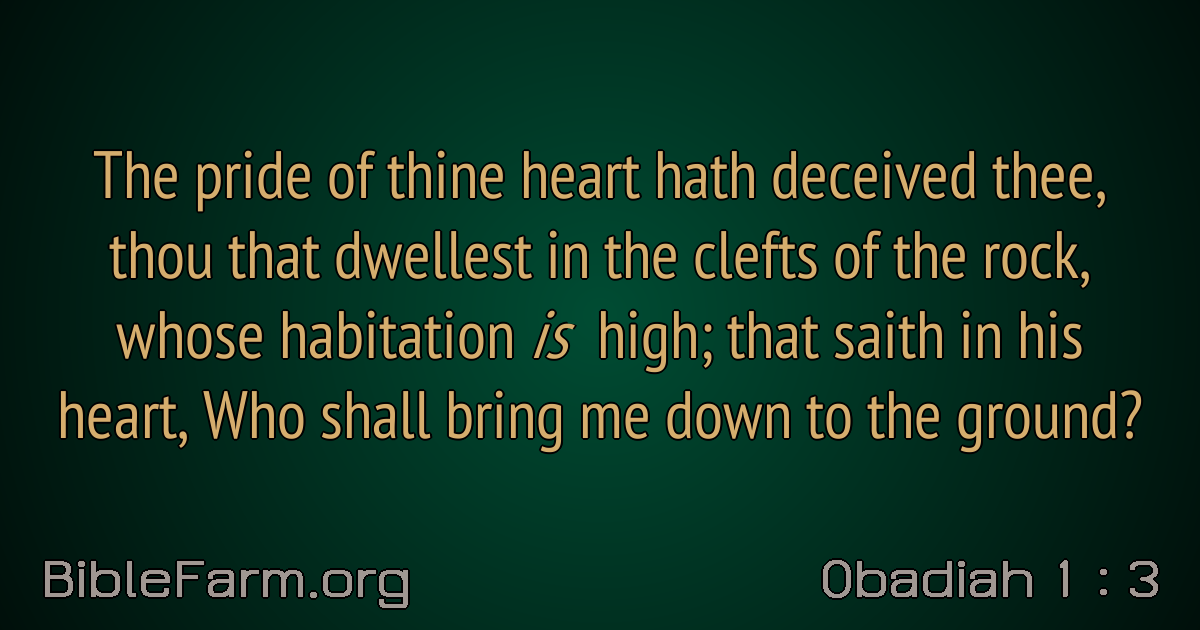 The pride of thine heart hath deceived thee,
thou that dwellest in the clefts of the rock,
whose habitation is high; that saith in his
heart, Who shall bring me down to the ground?
BibleFarm.org
Obadiah 1 : 3